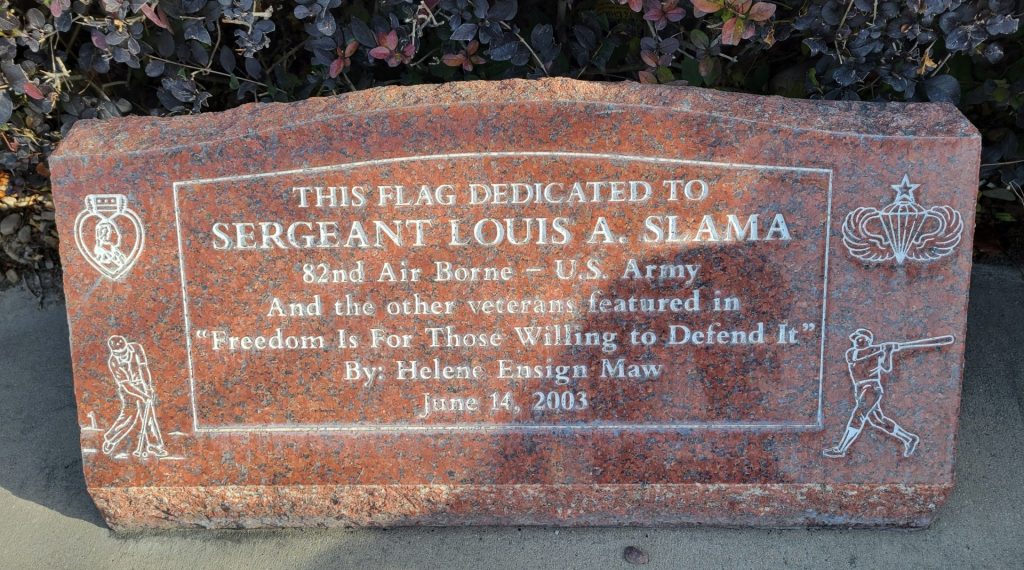 THIS FLAG DEDICATED TO
SERGEANT LOUIS A. SLAMA
82nd Air Borne – U.S. Army
And the other veterans featured in
"Freedom Is For Those Willing to Defend It"
By: Helene Ensign Maw
June 14, 2003